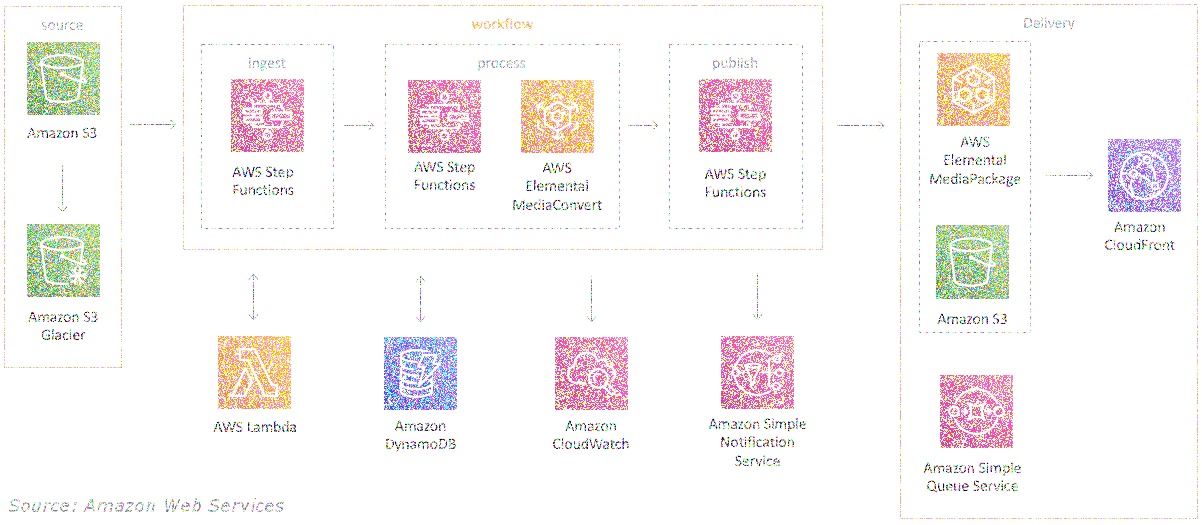 source
Amazon S3
Amazon S3
Glacier
workflow
ingest
AWS Step
Functions
process
AWS Step
Functions
AWS
Elemental
MediaConvert
publish
AWS Step
Functions
AWS Lambda
Amazon
DynamoDB
Amazon
CloudWatch
Amazon Simple
Notification
Service
Delivery
AWS
Elemental
MediaPackage
Amazon S3
Amazon
CloudFront
Amazon Simple
Queue Service
Source: Amazon Web Services